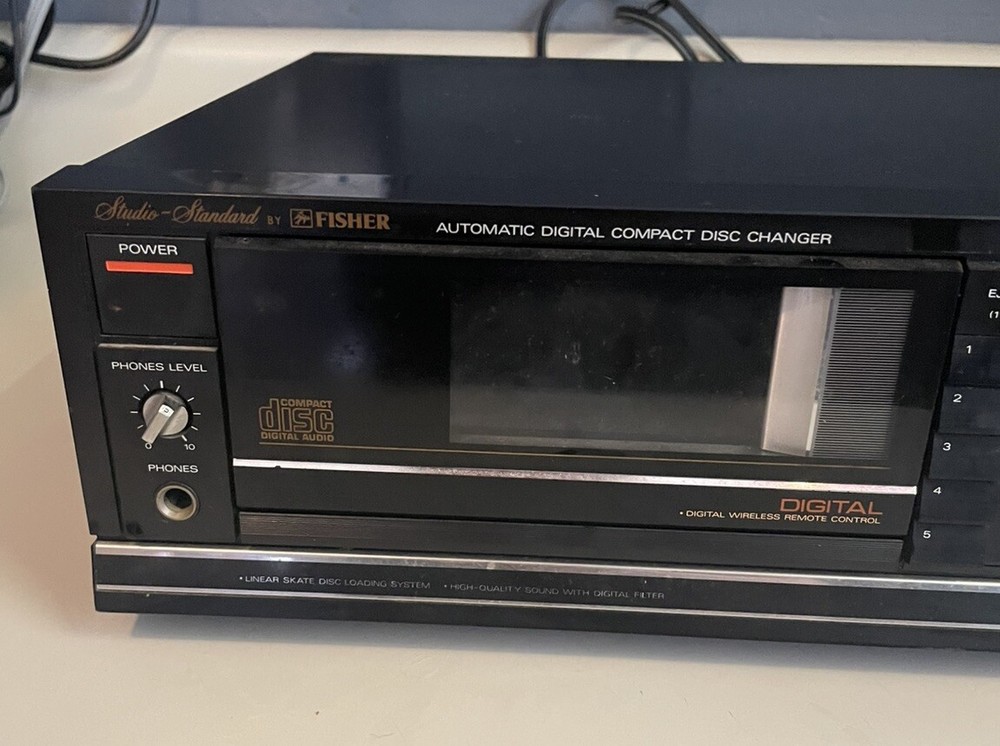 Studio-Standard BY FISHER
AUTOMATIC DIGITAL COMPACT DISC CHANGER
POWER
PHONES LEVEL
0 10
PHONES
COMPACT
disc
DIGITAL AUDIO
DIGITAL
• DIGITAL WIRELESS REMOTE CONTROL
• LINEAR SKATE DISC LOADING SYSTEM • HIGH-QUALITY SOUND WITH DIGITAL FILTER
1
2
3
4
5